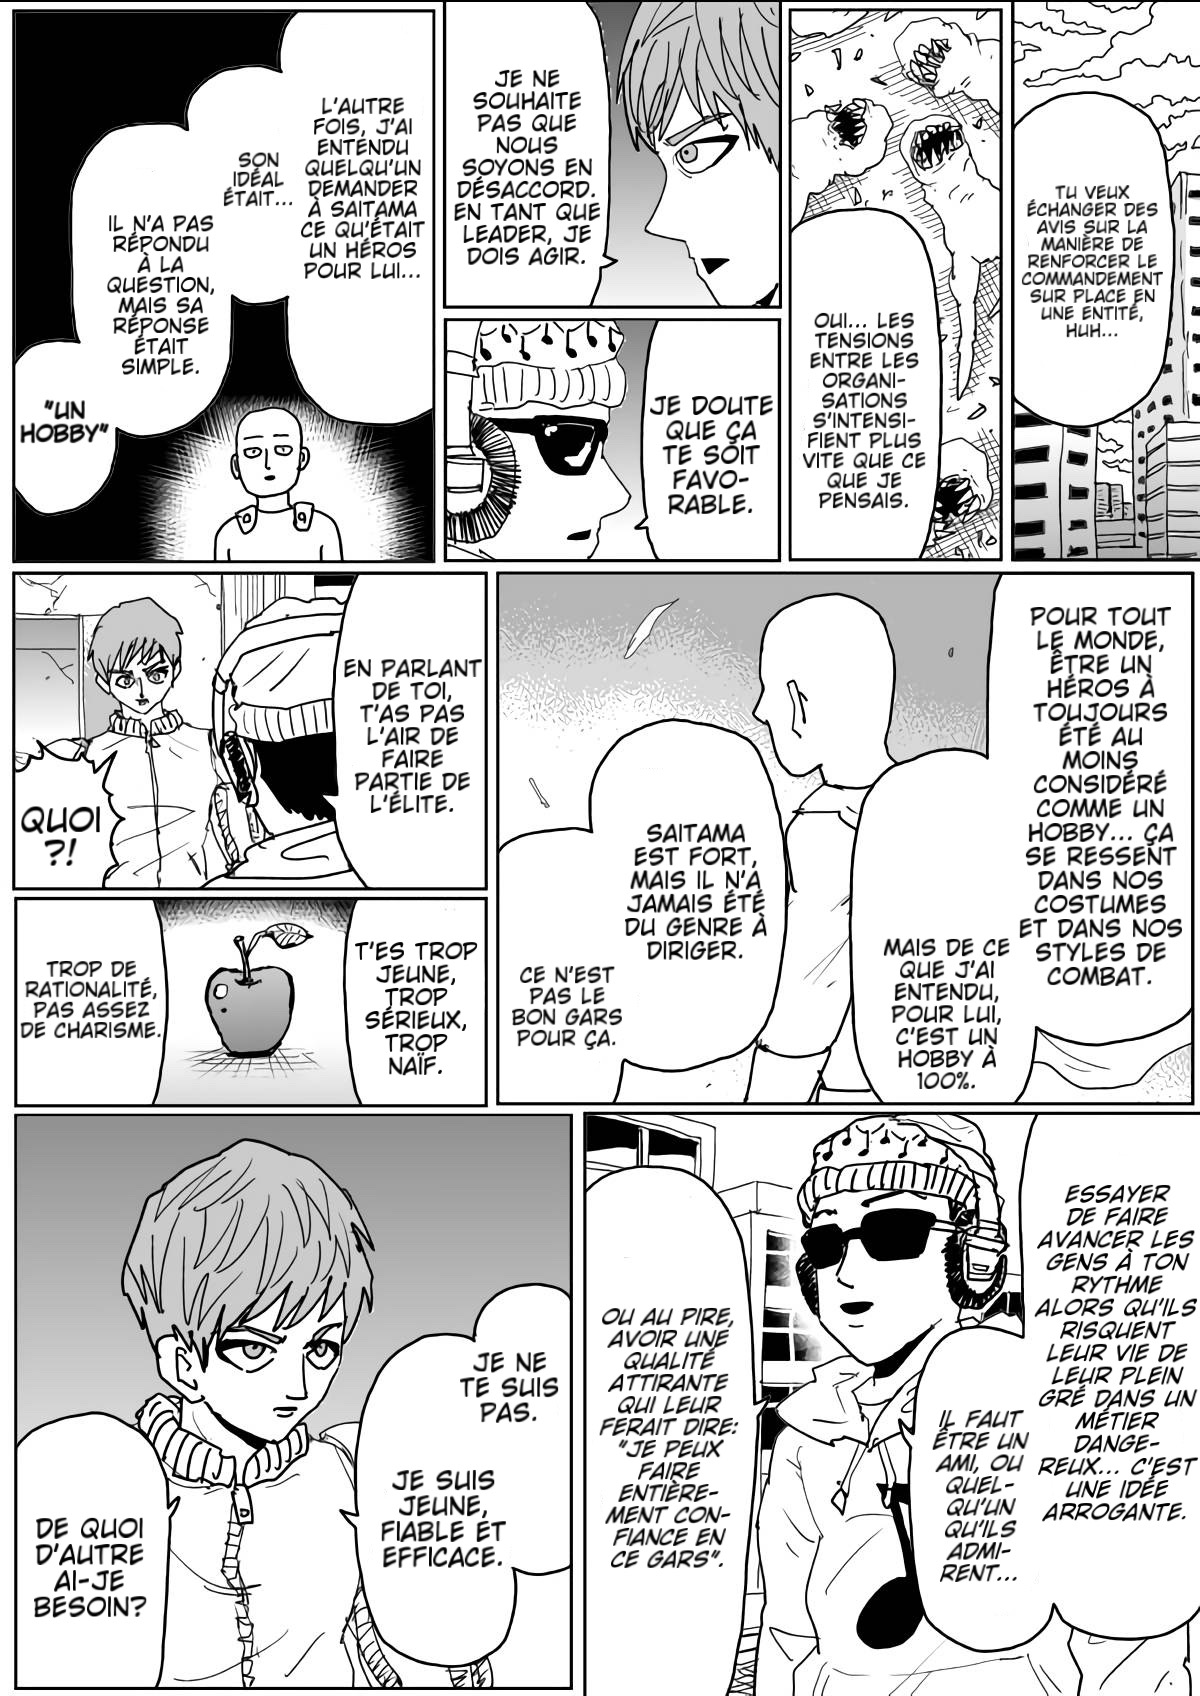 TU VEUX
ÉCHANGER DES
AVIS SUR LA
MANIÈRE DE
RENFORCER LE
COMMANDEMENT
SUR PLACE EN
UNE ENTITÉ,
HUH...
OUI... LES
TENSIONS
ENTRE LES
ORGANI-
SATIONS
S'INTENSI-
FIENT PLUS
VITE QUE CE
QUE JE
PENSAIS.
JE NE
SOUHAITE
PAS QUE
NOUS
SOYONS EN
DÉSACCORD.
EN TANT QUE
LEADER, JE
DOIS AGIR.
JE DOUTE
QUE ÇA
TE SOIT
FAVO-
RABLE.
L'AUTRE
FOIS, J'AI
ENTENDU
QUELQU'UN
DEMANDER
À SAITAMA
CE QU'ÉTAIT
UN HÉROS
POUR LUI...
SON
IDÉAL
ÉTAIT...
IL N'A PAS
RÉPONDU
À LA
QUESTION,
MAIS SA
RÉPONSE
ÉTAIT
SIMPLE.
"UN
HOBBY"
POUR TOUT
LE MONDE,
ÊTRE UN
HÉROS À
TOUJOURS
ÉTÉ AU
MOINS
CONSIDÉRÉ
COMME UN
HOBBY... ÇA
SE RESSENT
DANS NOS
COSTUMES
ET DANS NOS
STYLES DE
COMBAT.
MAIS DE CE
QUE J'AI
ENTENDU,
POUR LUI,
C'EST UN
HOBBY À
100%.
SAITAMA
EST FORT,
MAIS IL N'A
JAMAIS ÉTÉ
DU GENRE À
DIRIGER.
CE N'EST
PAS LE
BON GARS
POUR ÇA.
EN PARLANT
DE TOI,
T'AS PAS
L'AIR DE
FAIRE
PARTIE DE
L'ÉLITE.
QUOI
?!
T'ES TROP
JEUNE,
TROP
SÉRIEUX,
TROP
NAÏF.
TROP DE
RATIONALITÉ,
PAS ASSEZ
DE CHARISME.
ESSAYER
DE FAIRE
AVANCER LES
GENS À TON
RYTHME
ALORS QU'ILS
RISQUENT
LEUR VIE DE
LEUR PLEIN
GRÉ DANS UN
MÉTIER
DANGE-
REUX... C'EST
UNE IDÉE
ARROGANTE.
IL FAUT
ÊTRE UN
AMI, OU
QUEL-
QU'UN
QU'ILS
ADMI-
RENT...
OU AU PIRE,
AVOIR UNE
QUALITÉ
ATTIRANTE
QUI LEUR
FERAIT DIRE:
"JE PEUX
FAIRE
ENTIÈRE-
MENT CON-
FIANCE EN
CE GARS".
JE NE
TE SUIS
PAS.
JE SUIS
JEUNE,
FIABLE ET
EFFICACE.
DE QUOI
D'AUTRE
AI-JE
BESOIN?